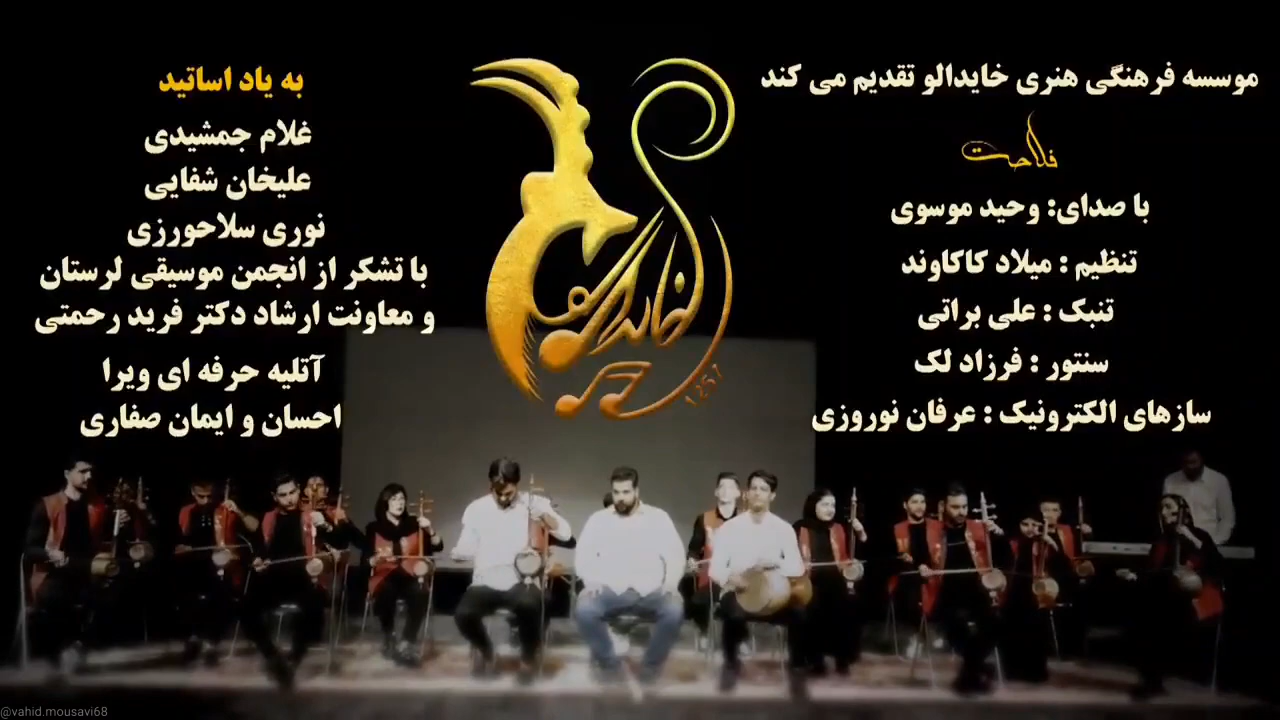 موسسه فرهنگی هنری خایدالو تقدیم می کند
فلاحت
با صدای: وحید موسوی
تنظیم : میلاد کاکاوند
تنبک : علی براتی
سنتور : فرزاد لک
سازهای الکترونیک : عرفان نوروزی
1257
به یاد اساتید
غلام جمشیدی
علیخان شفایی
نوری سلاحورزی
با تشکر از انجمن موسیقی لرستان
و معاونت ارشاد دکتر فرید رحمتی
آتلیه حرفه ای ویرا
احسان و ایمان صفاری
@vahid.mousavi68